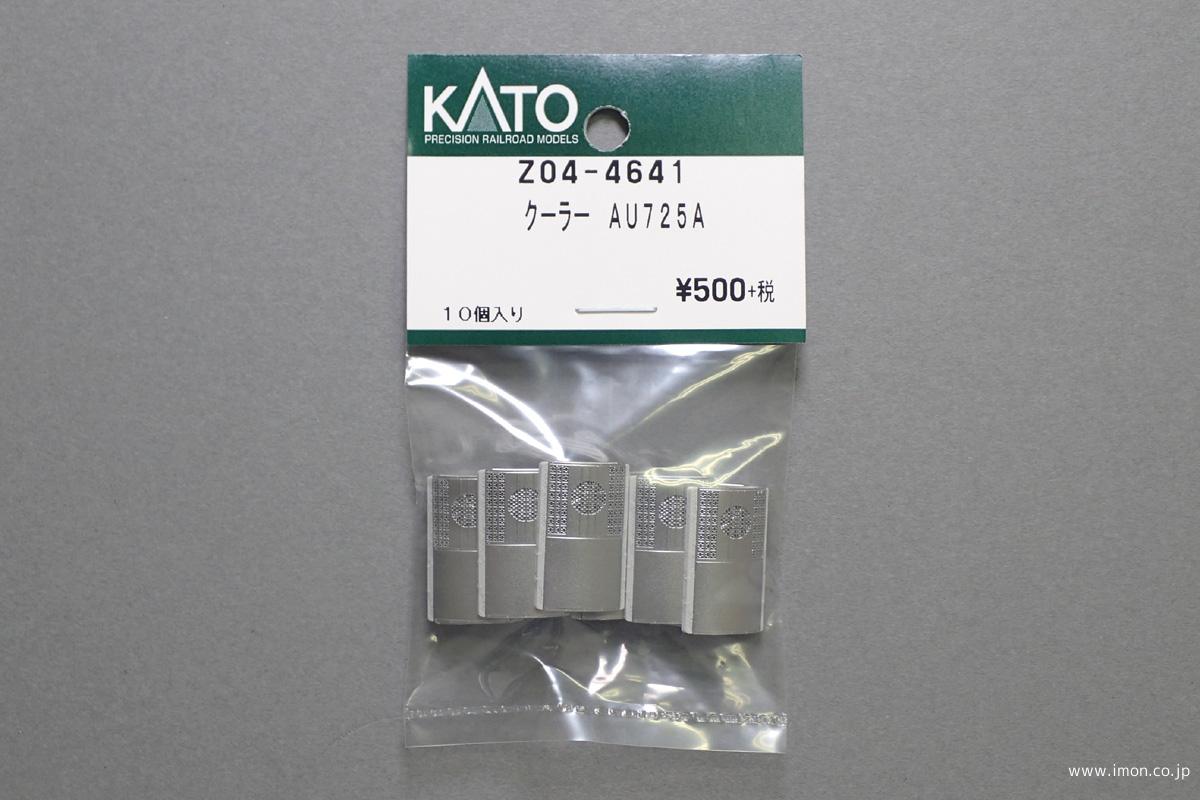 KATO
PRECISION RAILROAD MODELS
Z04-4641
クーラー AU725A
¥500+税
10個入り
www.imon.co.jp